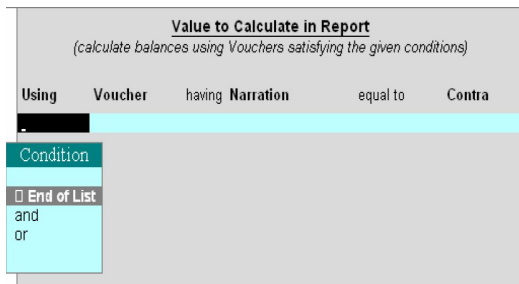 Value to Calculate in Report
(calculate balances using Vouchers satisfying the given conditions)
Using Voucher having Narration equal to Contra
Condition
End of List
and
or